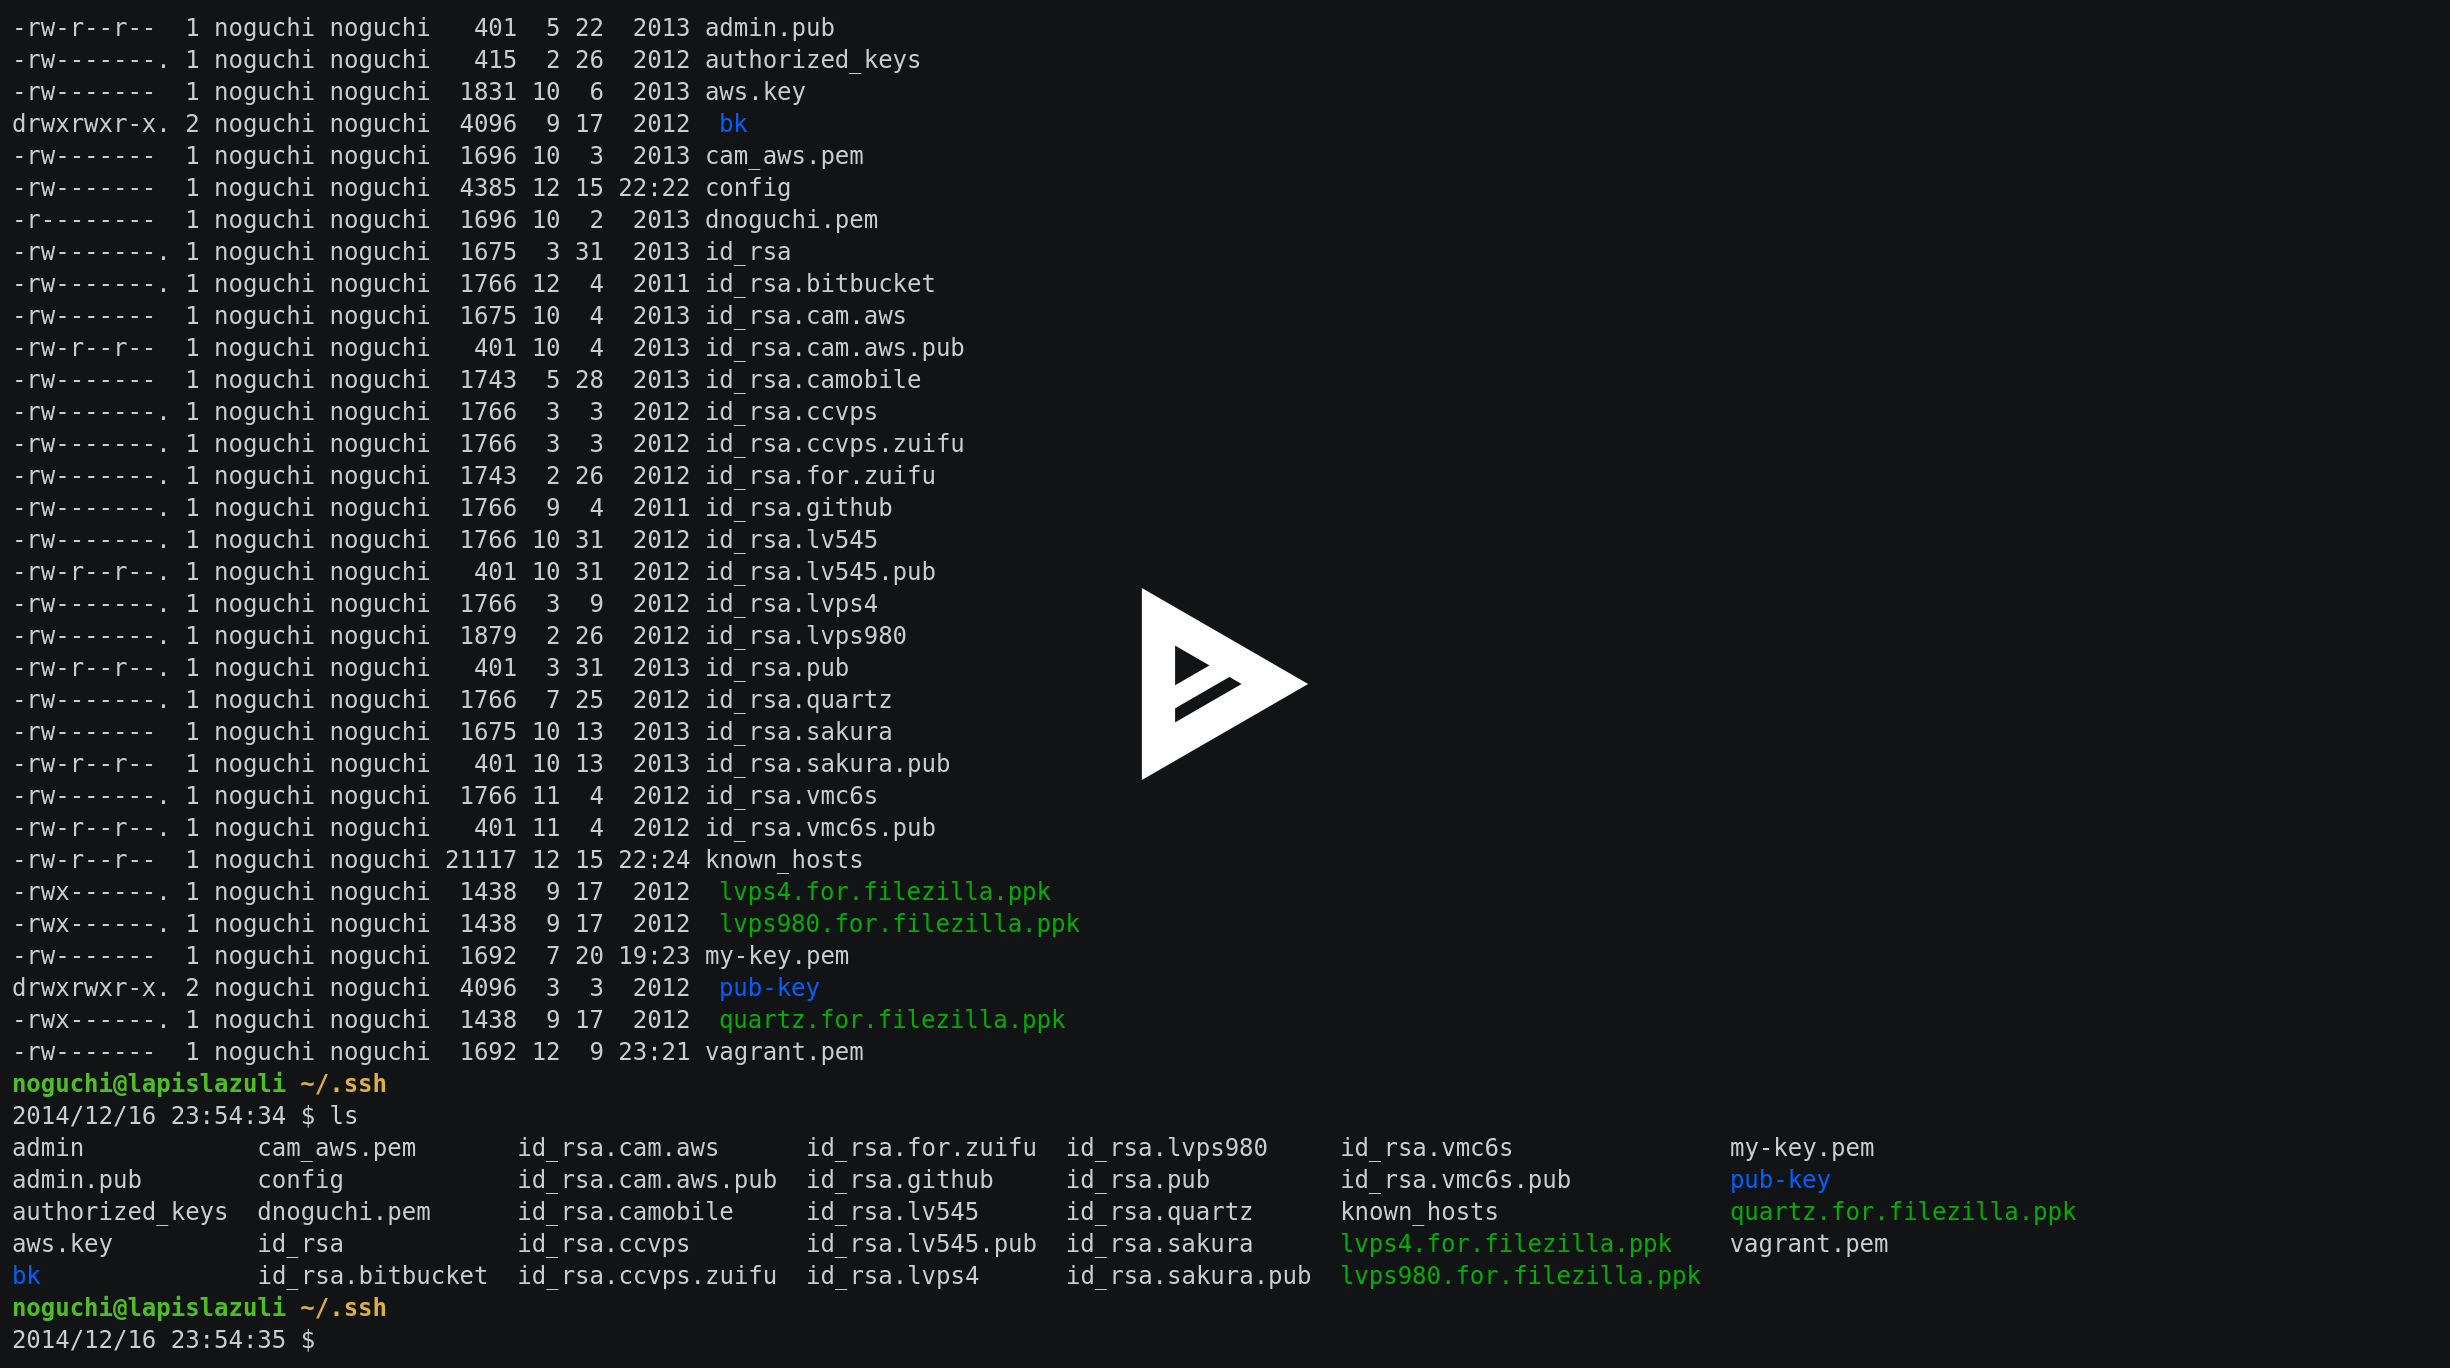 -rw-r--r--  1 noguchi noguchi   401  5 22  2013 admin.pub
-rw-------. 1 noguchi noguchi   415  2 26  2012 authorized_keys
-rw-------  1 noguchi noguchi  1831 10  6  2013 aws.key
drwxrwxr-x. 2 noguchi noguchi  4096  9 17  2012  bk
-rw-------  1 noguchi noguchi  1696 10  3  2013 cam_aws.pem
-rw-------  1 noguchi noguchi  4385 12 15 22:22 config
-r--------  1 noguchi noguchi  1696 10  2  2013 dnoguchi.pem
-rw-------. 1 noguchi noguchi  1675  3 31  2013 id_rsa
-rw-------. 1 noguchi noguchi  1766 12  4  2011 id_rsa.bitbucket
-rw-------  1 noguchi noguchi  1675 10  4  2013 id_rsa.cam.aws
-rw-r--r--  1 noguchi noguchi   401 10  4  2013 id_rsa.cam.aws.pub
-rw-------  1 noguchi noguchi  1743  5 28  2013 id_rsa.camobile
-rw-------. 1 noguchi noguchi  1766  3  3  2012 id_rsa.ccvps
-rw-------. 1 noguchi noguchi  1766  3  3  2012 id_rsa.ccvps.zuifu
-rw-------. 1 noguchi noguchi  1743  2 26  2012 id_rsa.for.zuifu
-rw-------. 1 noguchi noguchi  1766  9  4  2011 id_rsa.github
-rw-------. 1 noguchi noguchi  1766 10 31  2012 id_rsa.lv545
-rw-r--r--. 1 noguchi noguchi   401 10 31  2012 id_rsa.lv545.pub
-rw-------. 1 noguchi noguchi  1766  3  9  2012 id_rsa.lvps4
-rw-------. 1 noguchi noguchi  1879  2 26  2012 id_rsa.lvps980
-rw-r--r--. 1 noguchi noguchi   401  3 31  2013 id_rsa.pub
-rw-------. 1 noguchi noguchi  1766  7 25  2012 id_rsa.quartz
-rw-------  1 noguchi noguchi  1675 10 13  2013 id_rsa.sakura
-rw-r--r--  1 noguchi noguchi   401 10 13  2013 id_rsa.sakura.pub
-rw-------. 1 noguchi noguchi  1766 11  4  2012 id_rsa.vmc6s
-rw-r--r--. 1 noguchi noguchi   401 11  4  2012 id_rsa.vmc6s.pub
-rw-r--r--  1 noguchi noguchi 21117 12 15 22:24 known_hosts
-rwx------. 1 noguchi noguchi  1438  9 17  2012  lvps4.for.filezilla.ppk
-rwx------. 1 noguchi noguchi  1438  9 17  2012  lvps980.for.filezilla.ppk
-rw-------  1 noguchi noguchi  1692  7 20 19:23 my-key.pem
drwxrwxr-x. 2 noguchi noguchi  4096  3  3  2012  pub-key
-rwx------. 1 noguchi noguchi  1438  9 17  2012  quartz.for.filezilla.ppk
-rw-------  1 noguchi noguchi  1692 12  9 23:21 vagrant.pem
noguchi@lapislazuli ~/.ssh
2014/12/16 23:54:34 $ ls
admin            cam_aws.pem       id_rsa.cam.aws      id_rsa.for.zuifu  id_rsa.lvps980     id_rsa.vmc6s               my-key.pem
admin.pub        config            id_rsa.cam.aws.pub  id_rsa.github     id_rsa.pub         id_rsa.vmc6s.pub           pub-key
authorized_keys  dnoguchi.pem      id_rsa.camobile     id_rsa.lv545      id_rsa.quartz      known_hosts                quartz.for.filezilla.ppk
aws.key          id_rsa            id_rsa.ccvps        id_rsa.lv545.pub  id_rsa.sakura      lvps4.for.filezilla.ppk    vagrant.pem
bk               id_rsa.bitbucket  id_rsa.ccvps.zuifu  id_rsa.lvps4      id_rsa.sakura.pub  lvps980.for.filezilla.ppk
noguchi@lapislazuli ~/.ssh
2014/12/16 23:54:35 $